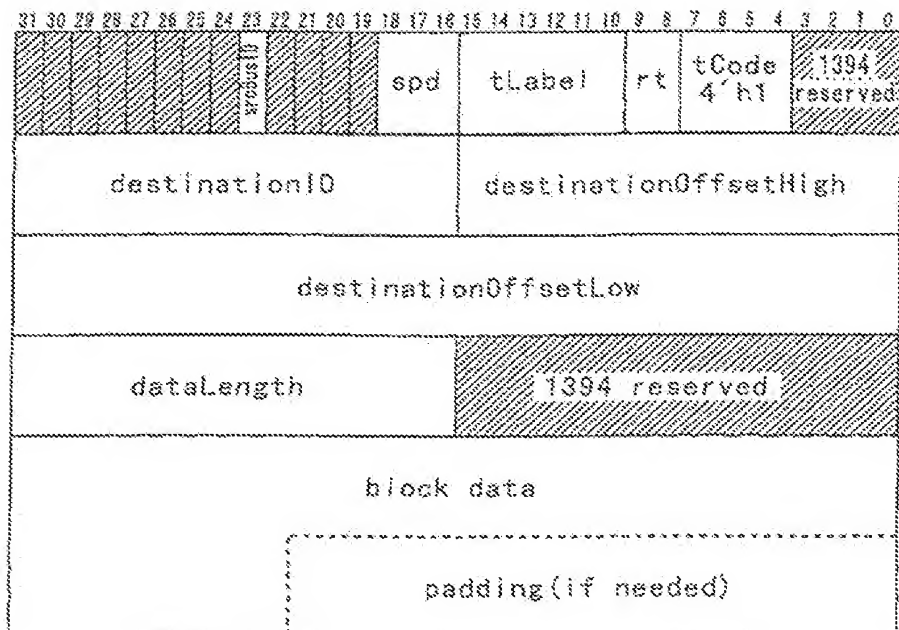 31 30 29 28 27 26 25 24 23 22 21 20 19 18 17 16 15 14 13 12 11 10 9 8 7 6 5 4 3 2 1 0
spd
tLabel
rt
tCode
4'h1
1394
reserved
destinationID
destinationOffsetHigh
destinationOffsetLow
dataLength
1394 reserved
block data
padding(if needed)